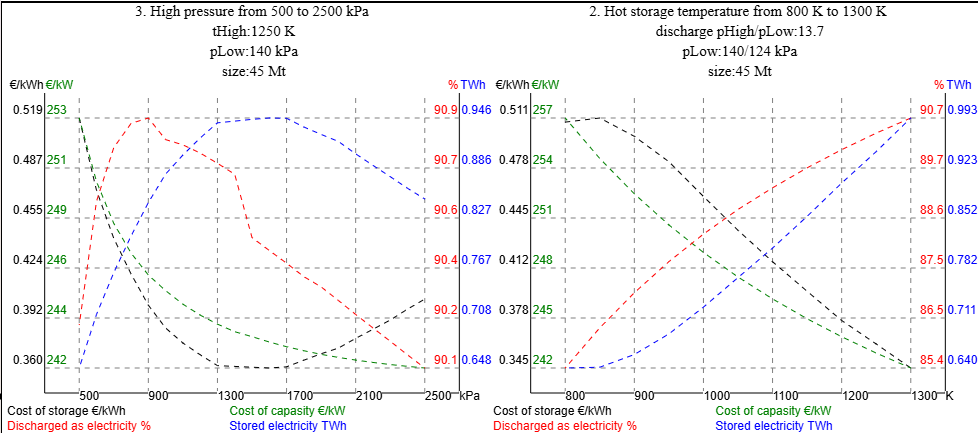 3. High pressure from 500 to 2500 kPa
tHigh:1250 K
pLow:140 kPa
size:45 Mt
€/kWh €/kW % TWh
0.519 253 90.9 0.946
0.487 251 90.7 0.886
0.455 249 90.6 0.827
0.424 246 90.4 0.767
0.392 244 90.2 0.708
0.360 242 90.1 0.648
500 900 1300 1700 2100 2500 kPa
Cost of storage €/kWh Cost of capasity €/kW
Discharged as electricity % Stored electricity TWh
2. Hot storage temperature from 800 K to 1300 K
discharge pHigh/pLow:13.7
pLow:140/124 kPa
size:45 Mt
€/kWh €/kW % TWh
0.511 257 90.7 0.993
0.478 254 89.7 0.923
0.445 251 88.6 0.852
0.412 248 87.5 0.782
0.378 245 86.5 0.711
0.345 242 85.4 0.640
800 900 1000 1100 1200 1300 K
Cost of storage €/kWh Cost of capacity €/kW
Discharged as electricity % Stored electricity TWh